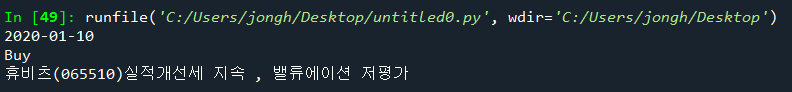 In [49]: runfile('C:/Users/jongh/Desktop/untitled0.py', wdir='C:/Users/jongh/Desktop')
2020-01-10
Buy
휴비츠(065510)실적개선세 지속 , 밸류에이션 저평가